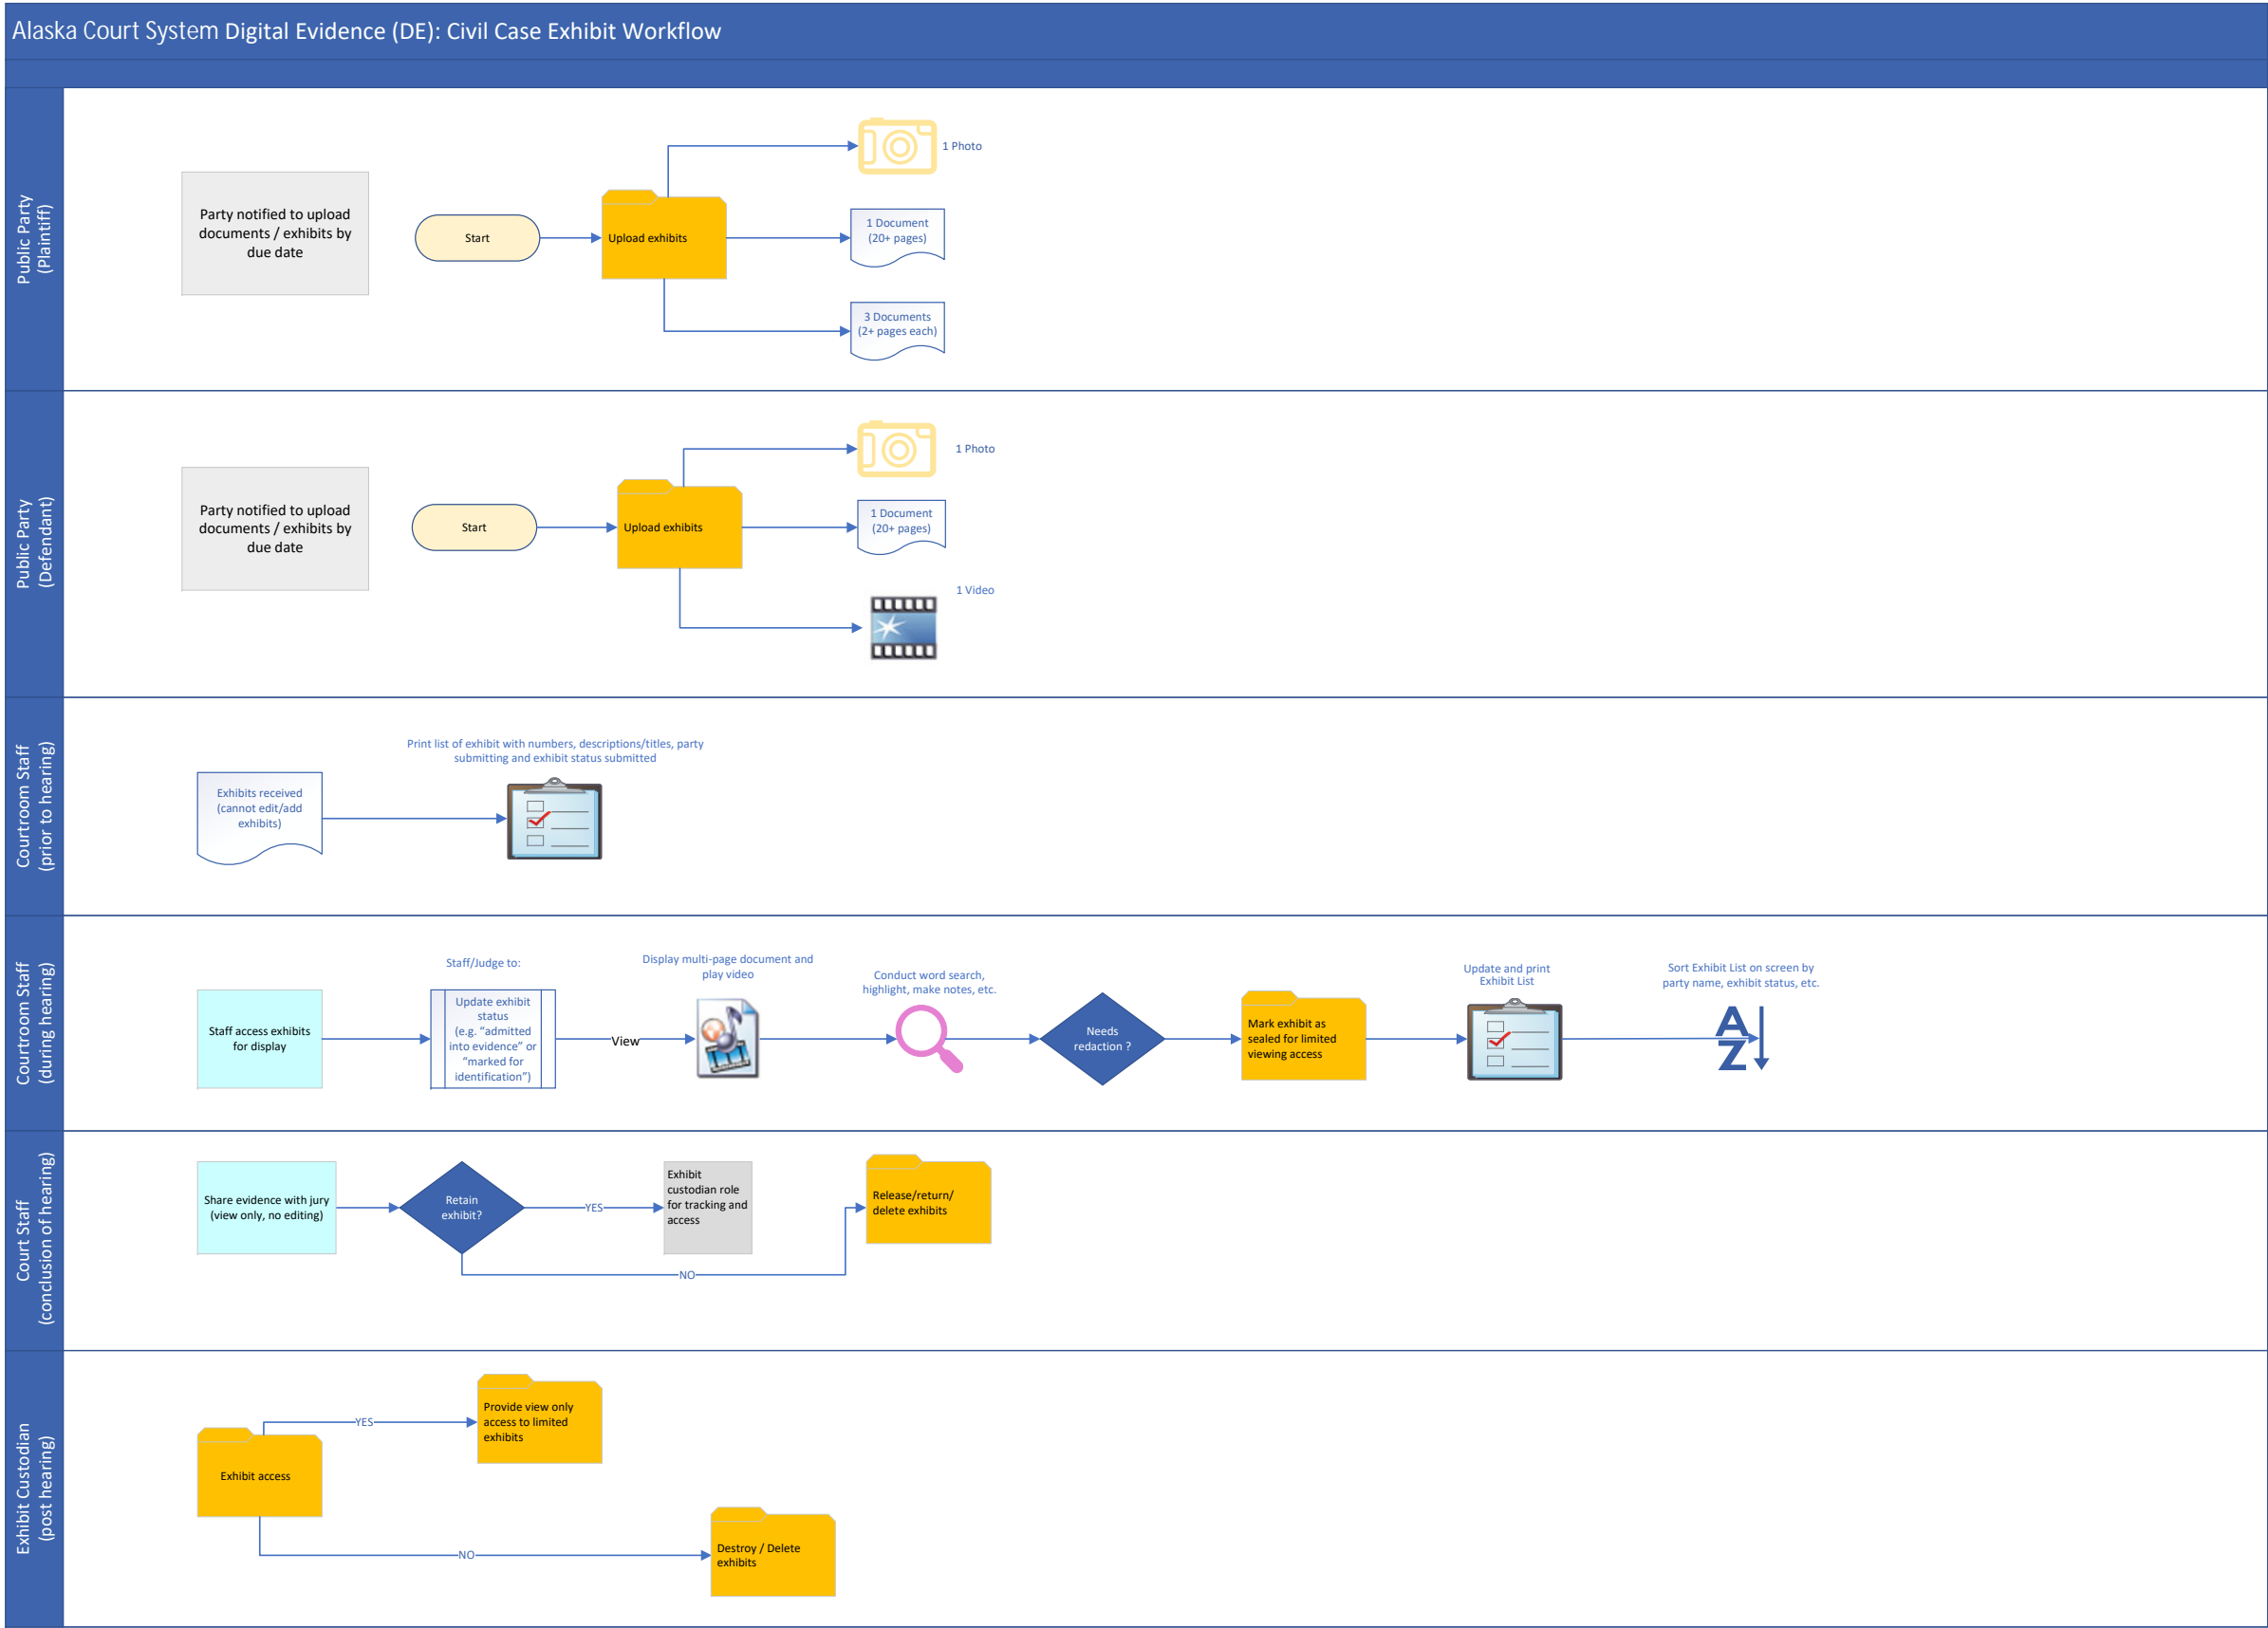 Alaska Court System Digital Evidence (DE): Civil Case Exhibit Workflow
Public Party
(Plaintiff)
Party notified to upload
documents / exhibits by
due date
Start
Upload exhibits
1 Photo
1 Document
(20+ pages)
3 Documents
(2+ pages each)
Public Party
(Defendant)
Party notified to upload
documents / exhibits by
due date
Start
Upload exhibits
1 Photo
1 Document
(20+ pages)
1 Video
Courtroom Staff
(prior to hearing)
Exhibits received
(cannot edit/add
exhibits)
Print list of exhibit with numbers, descriptions/titles, party
submitting and exhibit status submitted
Courtroom Staff
(during hearing)
Staff access exhibits
for display
Staff/Judge to:
Update exhibit
status
(e.g. “admitted
into evidence” or
“marked for
identification”)
View
Display multi-page document and
play video
Conduct word search,
highlight, make notes, etc.
Needs
redaction ?
Mark exhibit as
sealed for limited
viewing access
Update and print
Exhibit List
Sort Exhibit List on screen by
party name, exhibit status, etc.
A
Z
Court Staff
(conclusion of hearing)
Share evidence with jury
(view only, no editing)
Retain
exhibit?
YES
Exhibit
custodian role
for tracking and
access
NO
Release/return/
delete exhibits
Exhibit Custodian
(post hearing)
Exhibit access
YES
Provide view only
access to limited
exhibits
NO
Destroy / Delete
exhibits